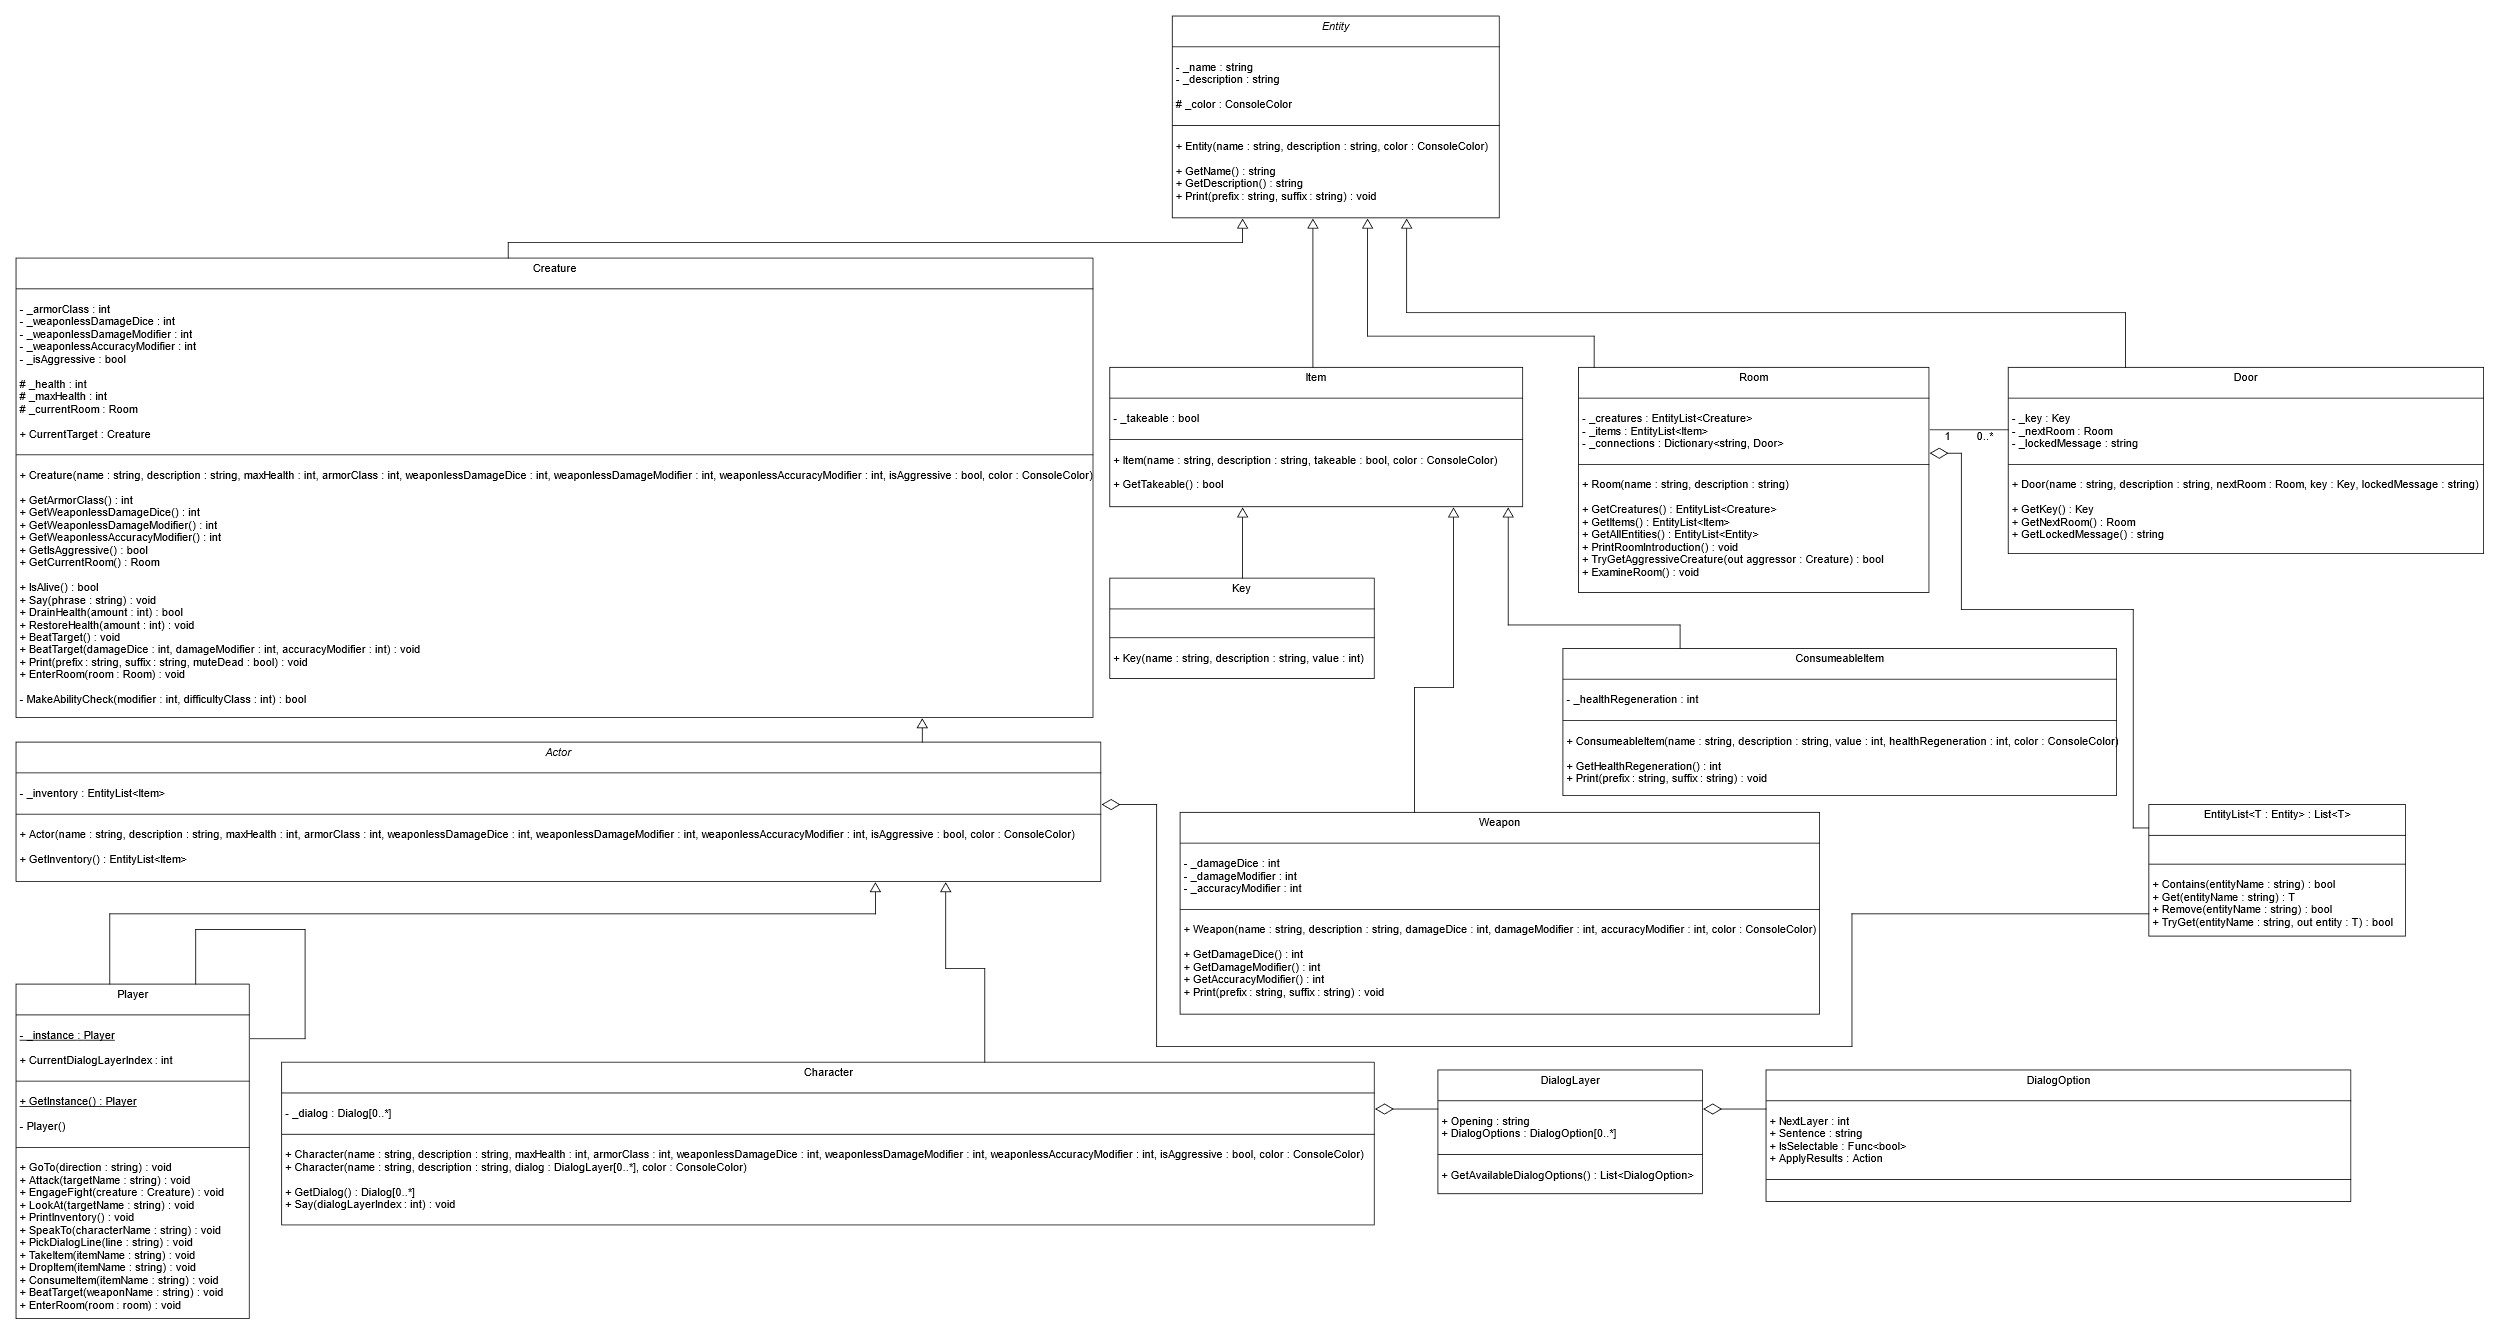 Entity
- _name : string
- _description : string
# _color : ConsoleColor
+ Entity(name : string, description : string, color : ConsoleColor)
+ GetName() : string
+ GetDescription() : string
+ Print(prefix : string, suffix : string) : void
Creature
- _armorClass : int
- _weaponlessDamageDice : int
- _weaponlessDamageModifier : int
- _weaponlessAccuracyModifier : int
- _isAggressive : bool
# _health : int
# _maxHealth : int
# _currentRoom : Room
+ CurrentTarget : Creature
+ Creature(name : string, description : string, maxHealth : int, armorClass : int, weaponlessDamageDice : int, weaponlessDamageModifier : int, weaponlessAccuracyModifier : int, isAggressive : bool, color : ConsoleColor)
+ GetArmorClass() : int
+ GetWeaponlessDamageDice() : int
+ GetWeaponlessDamageModifier() : int
+ GetWeaponlessAccuracyModifier() : int
+ GetIsAggressive() : bool
+ GetCurrentRoom() : Room
+ IsAlive() : bool
+ Say(phrase : string) : void
+ DrainHealth(amount : int) : bool
+ RestoreHealth(amount : int) : void
+ BeatTarget() : void
+ BeatTarget(damageDice : int, damageModifier : int, accuracyModifier : int) : void
+ Print(prefix : string, suffix : string, muteDead : bool) : void
+ EnterRoom(room : Room) : void
- MakeAbilityCheck(modifier : int, difficultyClass : int) : bool
Item
- _takeable : bool
+ Item(name : string, description : string, takeable : bool, color : ConsoleColor)
+ GetTakeable() : bool
Room
- _creatures : EntityList<Creature>
- _items : EntityList<Item>
- _connections : Dictionary<string, Door>
+ Room(name : string, description : string)
+ GetCreatures() : EntityList<Creature>
+ GetItems() : EntityList<Item>
+ GetAllEntities() : EntityList<Entity>
+ PrintRoomIntroduction() : void
+ TryGetAggressiveCreature(out aggressor : Creature) : bool
+ ExamineRoom() : void
1 0..*
Door
- _key : Key
- _nextRoom : Room
- _lockedMessage : string
+ Door(name : string, description : string, nextRoom : Room, key : Key, lockedMessage : string)
+ GetKey() : Key
+ GetNextRoom() : Room
+ GetLockedMessage() : string
Key
+ Key(name : string, description : string, value : int)
ConsumeableItem
- _healthRegeneration : int
+ ConsumeableItem(name : string, description : string, value : int, healthRegeneration : int, color : ConsoleColor)
+ GetHealthRegeneration() : int
+ Print(prefix : string, suffix : string) : void
Actor
- _inventory : EntityList<Item>
+ Actor(name : string, description : string, maxHealth : int, armorClass : int, weaponlessDamageDice : int, weaponlessDamageModifier : int, weaponlessAccuracyModifier : int, isAggressive : bool, color : ConsoleColor)
+ GetInventory() : EntityList<Item>
Weapon
- _damageDice : int
- _damageModifier : int
- _accuracyModifier : int
+ Weapon(name : string, description : string, damageDice : int, damageModifier : int, accuracyModifier : int, color : ConsoleColor)
+ GetDamageDice() : int
+ GetDamageModifier() : int
+ GetAccuracyModifier() : int
+ Print(prefix : string, suffix : string) : void
EntityList<T : Entity> : List<T>
+ Contains(entityName : string) : bool
+ Get(entityName : string) : T
+ Remove(entityName : string) : bool
+ TryGet(entityName : string, out entity : T) : bool
Player
- _instance : Player
+ CurrentDialogLayerIndex : int
+ GetInstance() : Player
- Player()
+ GoTo(direction : string) : void
+ Attack(targetName : string) : void
+ EngageFight(creature : Creature) : void
+ LookAt(targetName : string) : void
+ PrintInventory() : void
+ SpeakTo(characterName : string) : void
+ PickDialogLine(line : string) : void
+ TakeItem(itemName : string) : void
+ DropItem(itemName : string) : void
+ ConsumeItem(itemName : string) : void
+ BeatTarget(weaponName : string) : void
+ EnterRoom(room : room) : void
Character
- _dialog : Dialog[0..*]
+ Character(name : string, description : string, maxHealth : int, armorClass : int, weaponlessDamageDice : int, weaponlessDamageModifier : int, weaponlessAccuracyModifier : int, isAggressive : bool, color : ConsoleColor)
+ Character(name : string, description : string, dialog : DialogLayer[0..*], color : ConsoleColor)
+ GetDialog() : Dialog[0..*]
+ Say(dialogLayerIndex : int) : void
DialogLayer
+ Opening : string
+ DialogOptions : DialogOption[0..*]
+ GetAvailableDialogOptions() : List<DialogOption>
DialogOption
+ NextLayer : int
+ Sentence : string
+ IsSelectable : Func<bool>
+ ApplyResults : Action